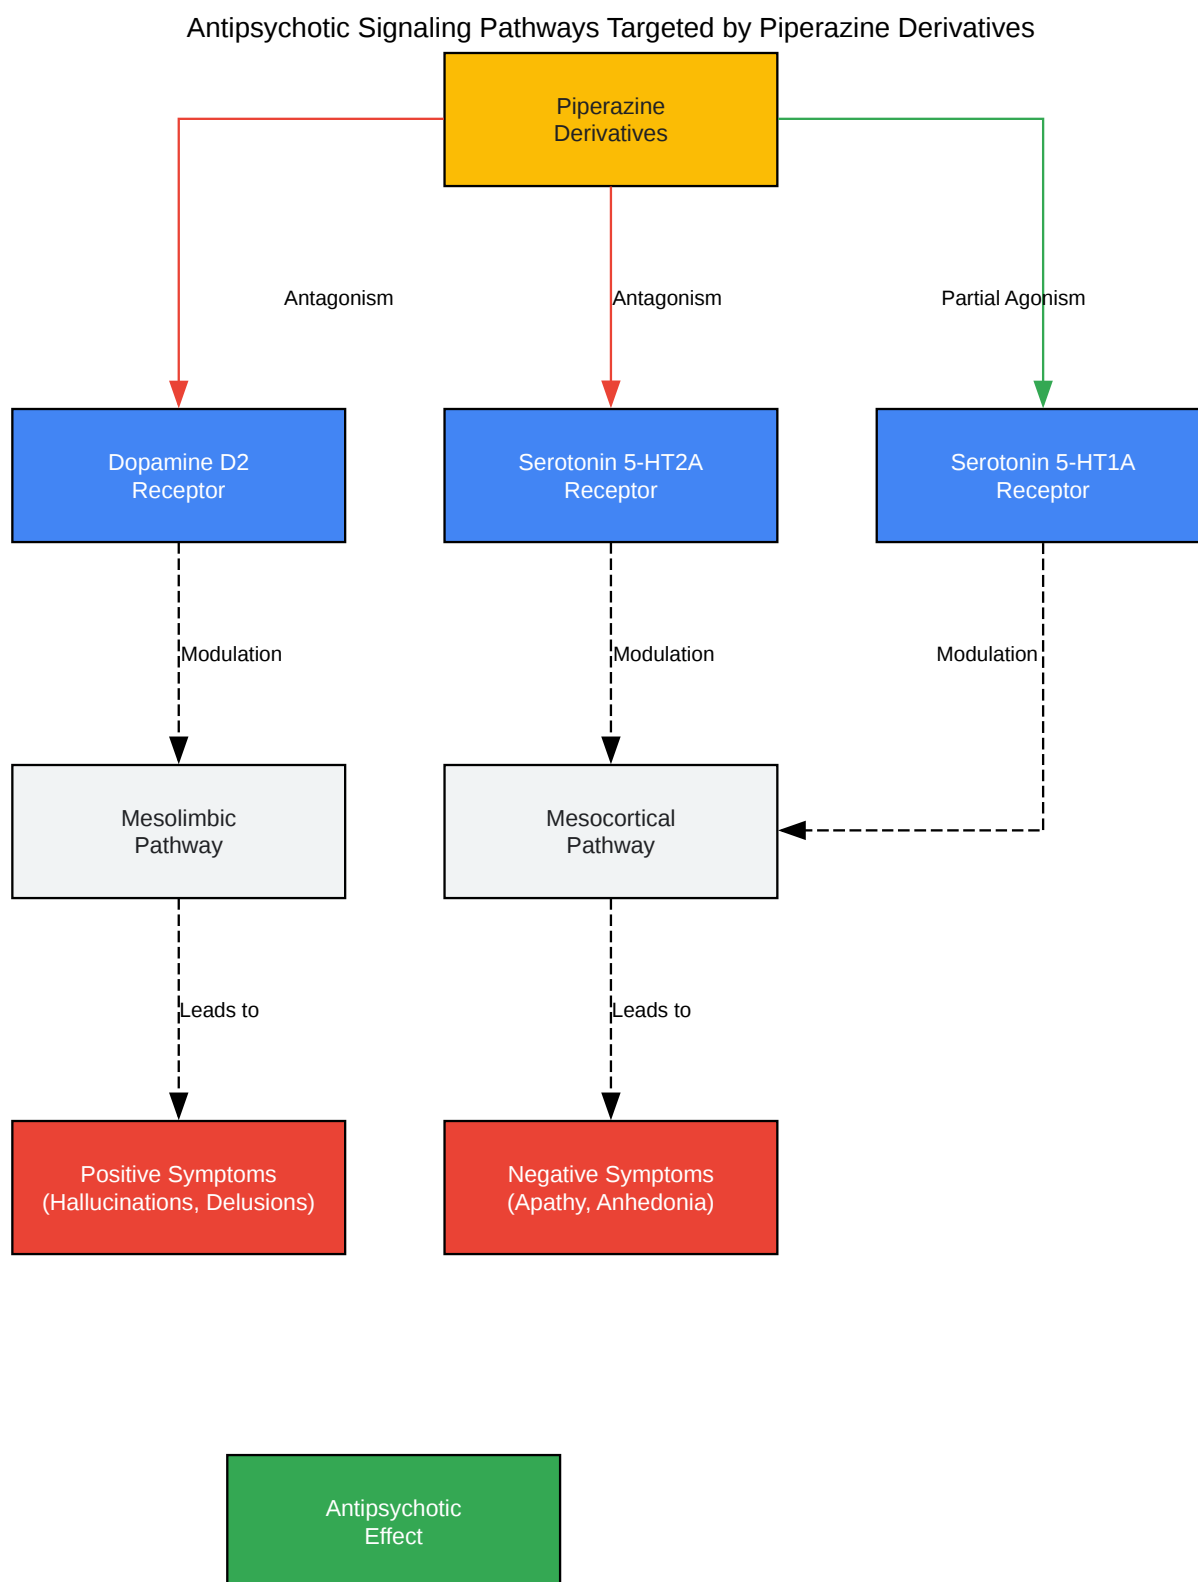 Antipsychotic Signaling Pathways Targeted by Piperazine Derivatives
Piperazine
Derivatives
Antagonism
Antagonism
Partial Agonism
Dopamine D2
Receptor
Serotonin 5-HT2A
Receptor
Serotonin 5-HT1A
Receptor
Modulation
Modulation
Modulation
Mesolimbic
Pathway
Mesocortical
Pathway
Leads to
Leads to
Positive Symptoms
(Hallucinations, Delusions)
Negative Symptoms
(Apathy, Anhedonia)
Antipsychotic
Effect